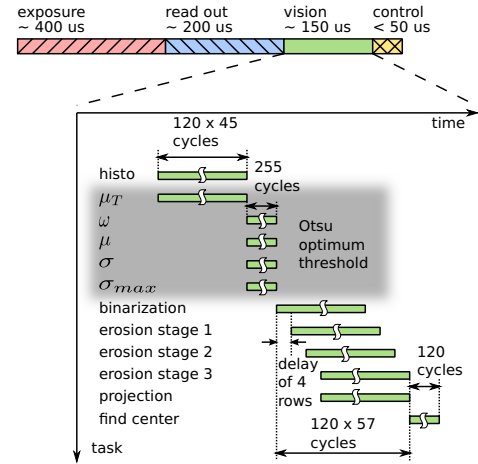 exposure
~ 400 us
read out
~ 200 us
vision
~ 150 us
control
< 50 us
time
120 x 45
cycles
histo
255
cycles
μ_T
ω
μ
σ
σ_max
Otsu
optimum
threshold
binarization
erosion stage 1
erosion stage 2
erosion stage 3
projection
find center
delay
of 4
rows
120
cycles
120 x 57
cycles
task